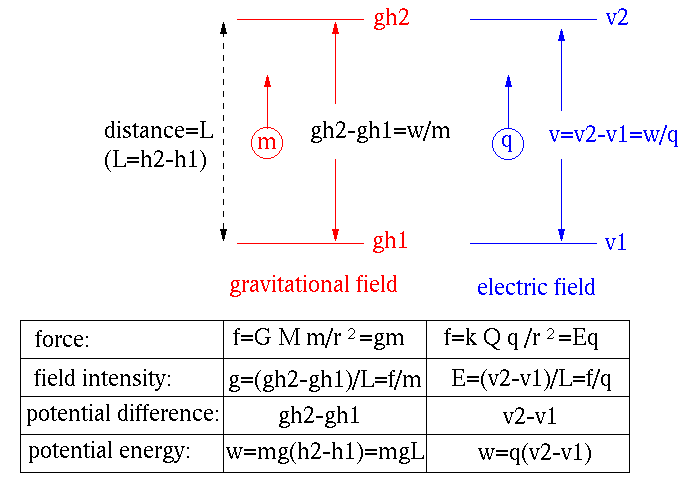 gh2
v2
distance=L
(L=h2-h1)
m
gh2-gh1=w/m
q
v=v2-v1=w/q
gh1
v1
gravitational field
electric field
force: f=G M m/r ²=gm f=k Q q /r ²=Eq
field intensity: g=(gh2-gh1)/L=f/m E=(v2-v1)/L=f/q
potential difference: gh2-gh1 v2-v1
potential energy: w=mg(h2-h1)=mgL w=q(v2-v1)